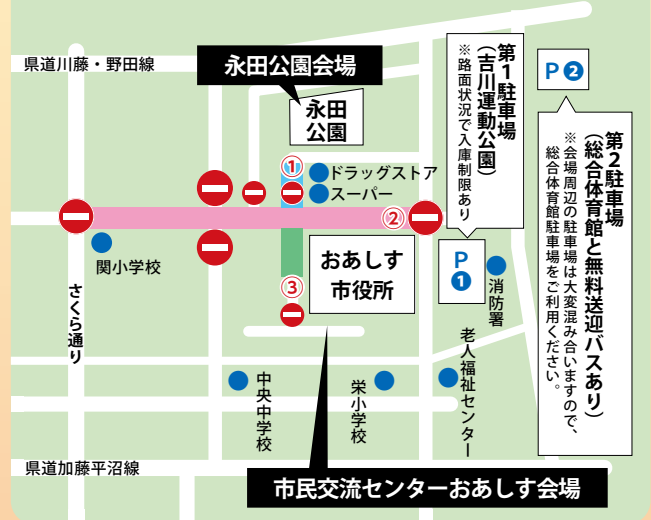 県道川藤・野田線
永田公園会場
永田
公園
①
ドラッグストア
スーパー
②
関小学校
さくら通り
おあしす
市役所
③
第1駐車場
(吉川運動公園)
※路面状況で入庫制限あり
P❶
P❷
第2駐車場
(総合体育館と無料送迎バスあり)
※会場周辺の駐車場は大変混み合いますので、
総合体育館駐車場をご利用ください。
消防署
老人福祉センター
中央中学校
栄小学校
県道加藤平沼線
市民交流センターおあしす会場